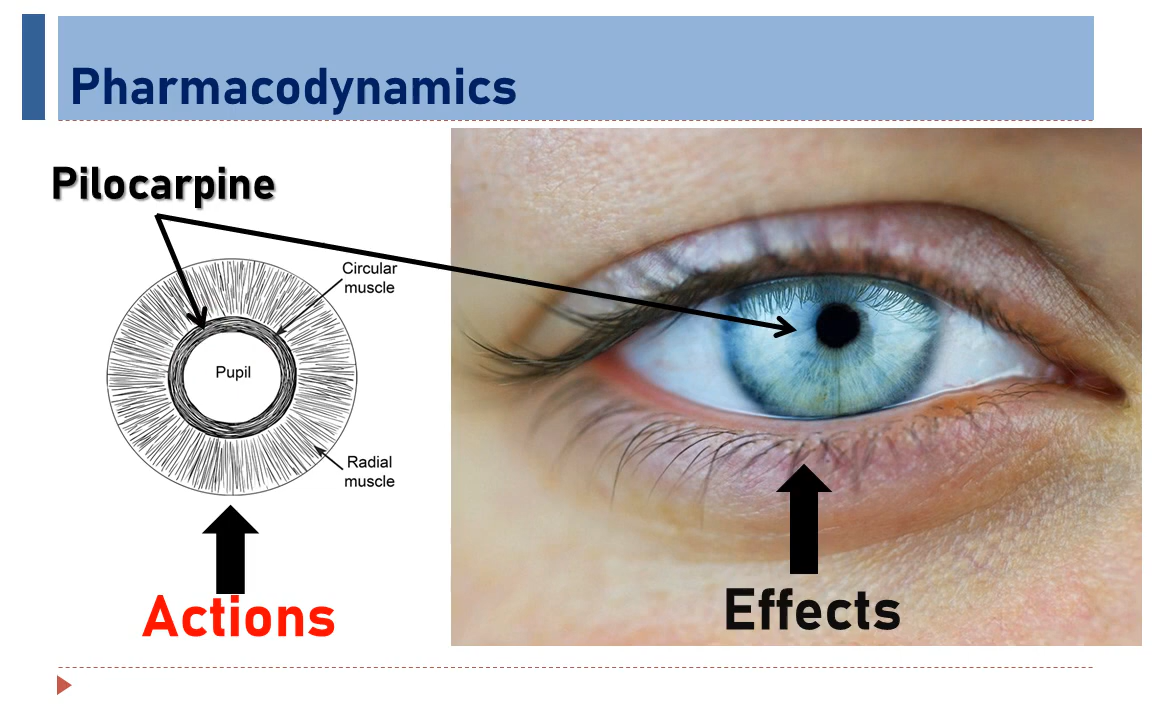 Pharmacodynamics
Pilocarpine
Circular
muscle
Pupil
Radial
muscle
Actions
Effects